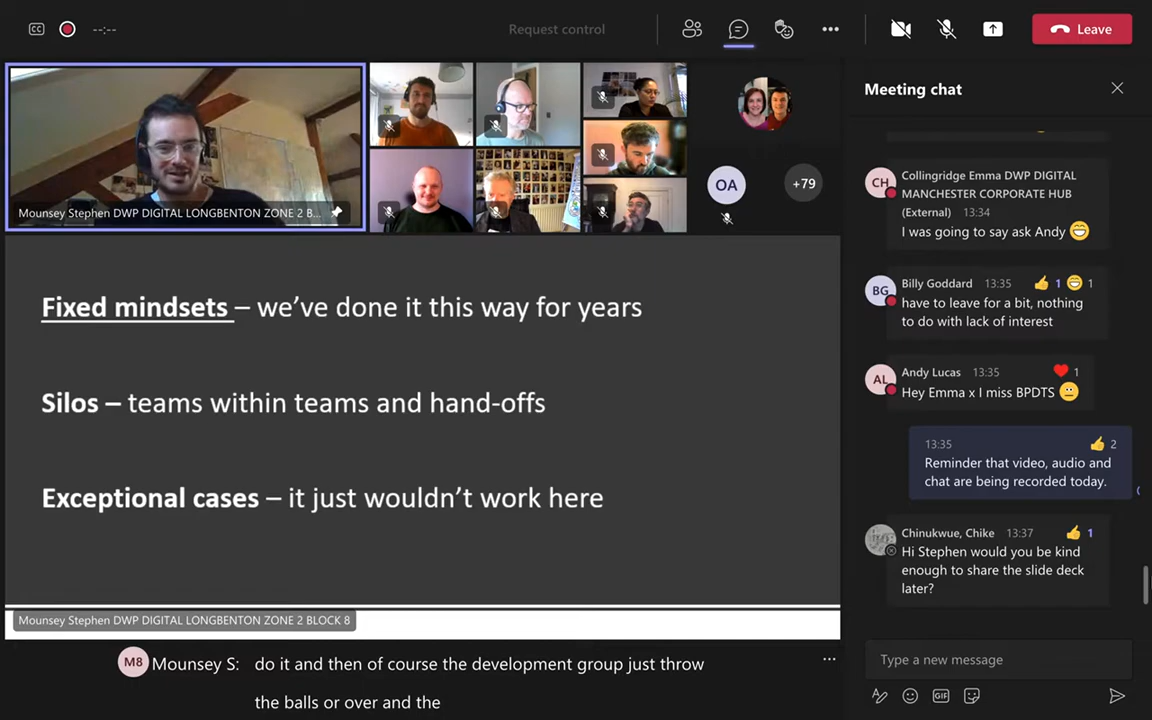 CC
--:--
Request control
Leave
Mounsey Stephen DWP DIGITAL LONGBENTON ZONE 2 B...
OA
+79
Fixed mindsets – we’ve done it this way for years
Silos – teams within teams and hand-offs
Exceptional cases – it just wouldn’t work here
Mounsey Stephen DWP DIGITAL LONGBENTON ZONE 2 BLOCK 8
M8
Mounsey S: do it and then of course the development group just throw
the balls or over and the
Meeting chat
CH
Collingridge Emma DWP DIGITAL
MANCHESTER CORPORATE HUB
(External) 13:34
I was going to say ask Andy
BG
Billy Goddard 13:35 1 1
have to leave for a bit, nothing
to do with lack of interest
AL
Andy Lucas 13:35 1
Hey Emma x I miss BPDTS
13:35 2
Reminder that video, audio and
chat are being recorded today.
Chinukwue, Chike 13:37 1
Hi Stephen would you be kind
enough to share the slide deck
later?
Type a new message
GIF